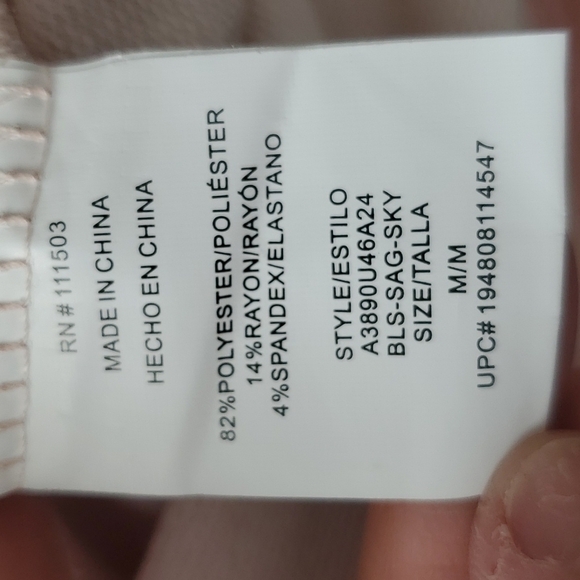 RN # 111503
MADE IN CHINA
HECHO EN CHINA
82%POLYESTER/POLIÉSTER
14%RAYON/RAYÓN
4%SPANDEX/ELASTANO
STYLE/ESTILO
A3890U46A24
BLS-SAG-SKY
SIZE/TALLA
M/M
UPC# 194808114547